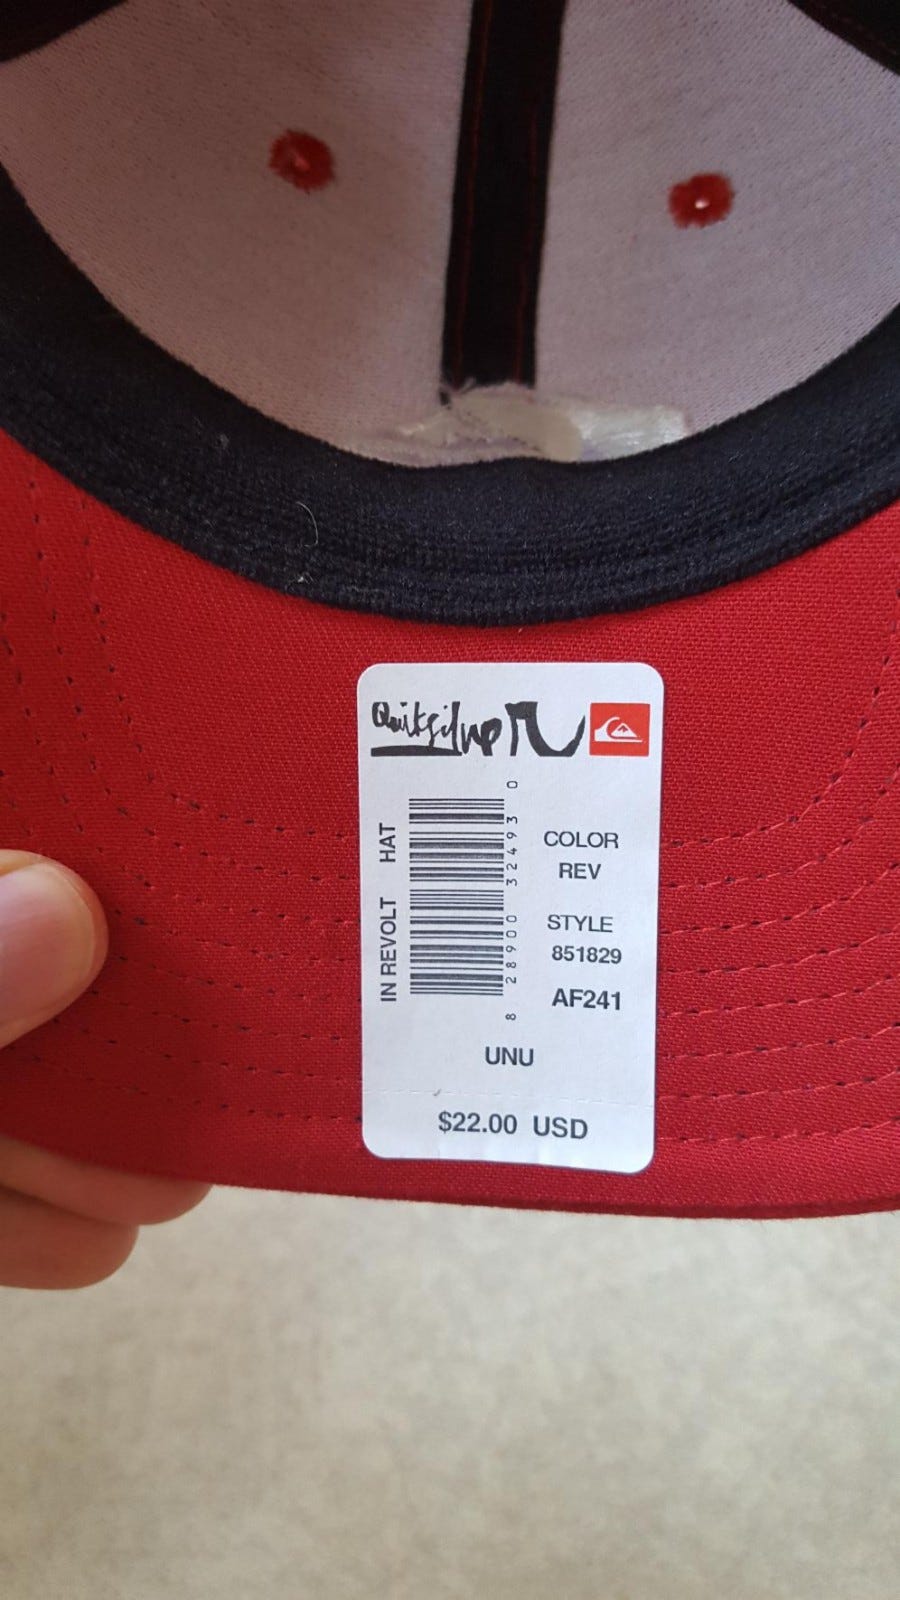 Quiksilver
IN REVOLT HAT
8 28900 32493 0
COLOR
REV
STYLE
851829
AF241
UNU
$22.00 USD